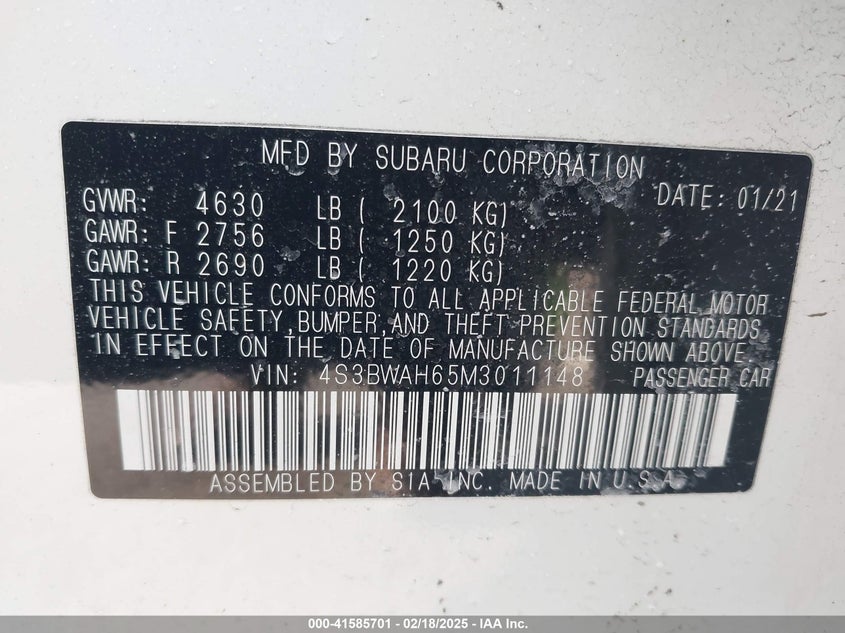 MFD BY SUBARU CORPORATION
DATE: 01/21
GVWR: 4630 LB ( 2100 KG)
GAWR: F 2756 LB ( 1250 KG)
GAWR: R 2690 LB ( 1220 KG)
THIS VEHICLE CONFORMS TO ALL APPLICABLE FEDERAL MOTOR
VEHICLE SAFETY, BUMPER, AND THEFT PREVENTION STANDARDS
IN EFFECT ON THE DATE OF MANUFACTURE SHOWN ABOVE.
VIN: 4S3BWAH65M3011148 PASSENGER CAR
ASSEMBLED BY SIA INC. MADE IN U.S.A.
000-41585701 - 02/18/2025 - IAA Inc.